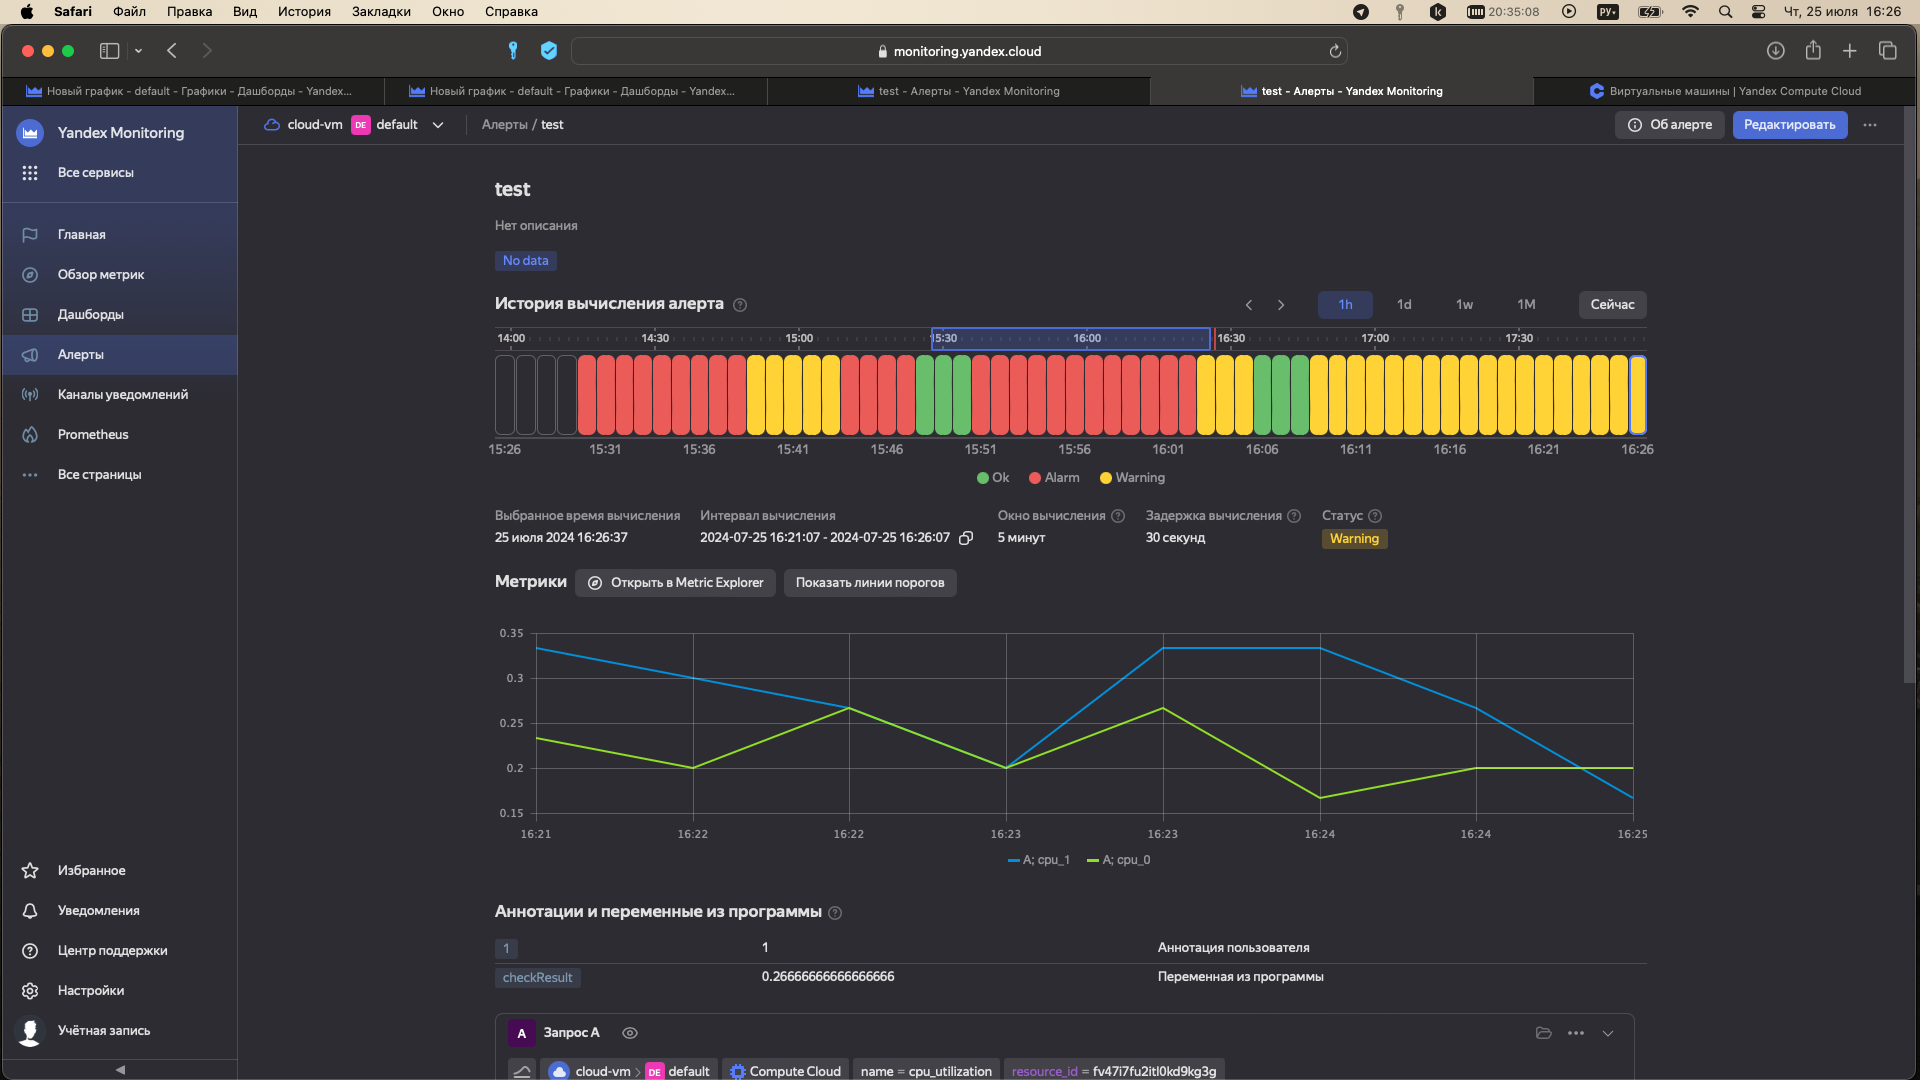 Safari Файл Правка Вид История Закладки Окно Справка 20:35:08 РУ Чт, 25 июля 16:26
monitoring.yandex.cloud
Новый график - default - Графики - Дашборды - Yandex...
Новый график - default - Графики - Дашборды - Yandex...
test - Алерты - Yandex Monitoring
test - Алерты - Yandex Monitoring
Виртуальные машины | Yandex Compute Cloud
Yandex Monitoring
Все сервисы
Главная
Обзор метрик
Дашборды
Алерты
Каналы уведомлений
Prometheus
Все страницы
Избранное
Уведомления
Центр поддержки
Настройки
Учётная запись
cloud-vm DE default Алерты / test
Об алерте Редактировать
test
Нет описания
No data
История вычисления алерта
1h 1d 1w 1M Сейчас
14:00 14:30 15:00 15:30 16:00 16:30 17:00 17:30
15:26 15:31 15:36 15:41 15:46 15:51 15:56 16:01 16:06 16:11 16:16 16:21 16:26
Ok Alarm Warning
Выбранное время вычисления Интервал вычисления Окно вычисления Задержка вычисления Статус
25 июля 2024 16:26:37 2024-07-25 16:21:07 - 2024-07-25 16:26:07 5 минут 30 секунд Warning
Метрики Открыть в Metric Explorer Показать линии порогов
0.35
0.3
0.25
0.2
0.15
16:21 16:22 16:22 16:23 16:23 16:24 16:24 16:25
A; cpu_1 A; cpu_0
Аннотации и переменные из программы
1 1 Аннотация пользователя
checkResult 0.26666666666666666 Переменная из программы
A Запрос A
cloud-vm > DE default Compute Cloud name = cpu_utilization resource_id = fv47i7fu2itl0kd9kg3g